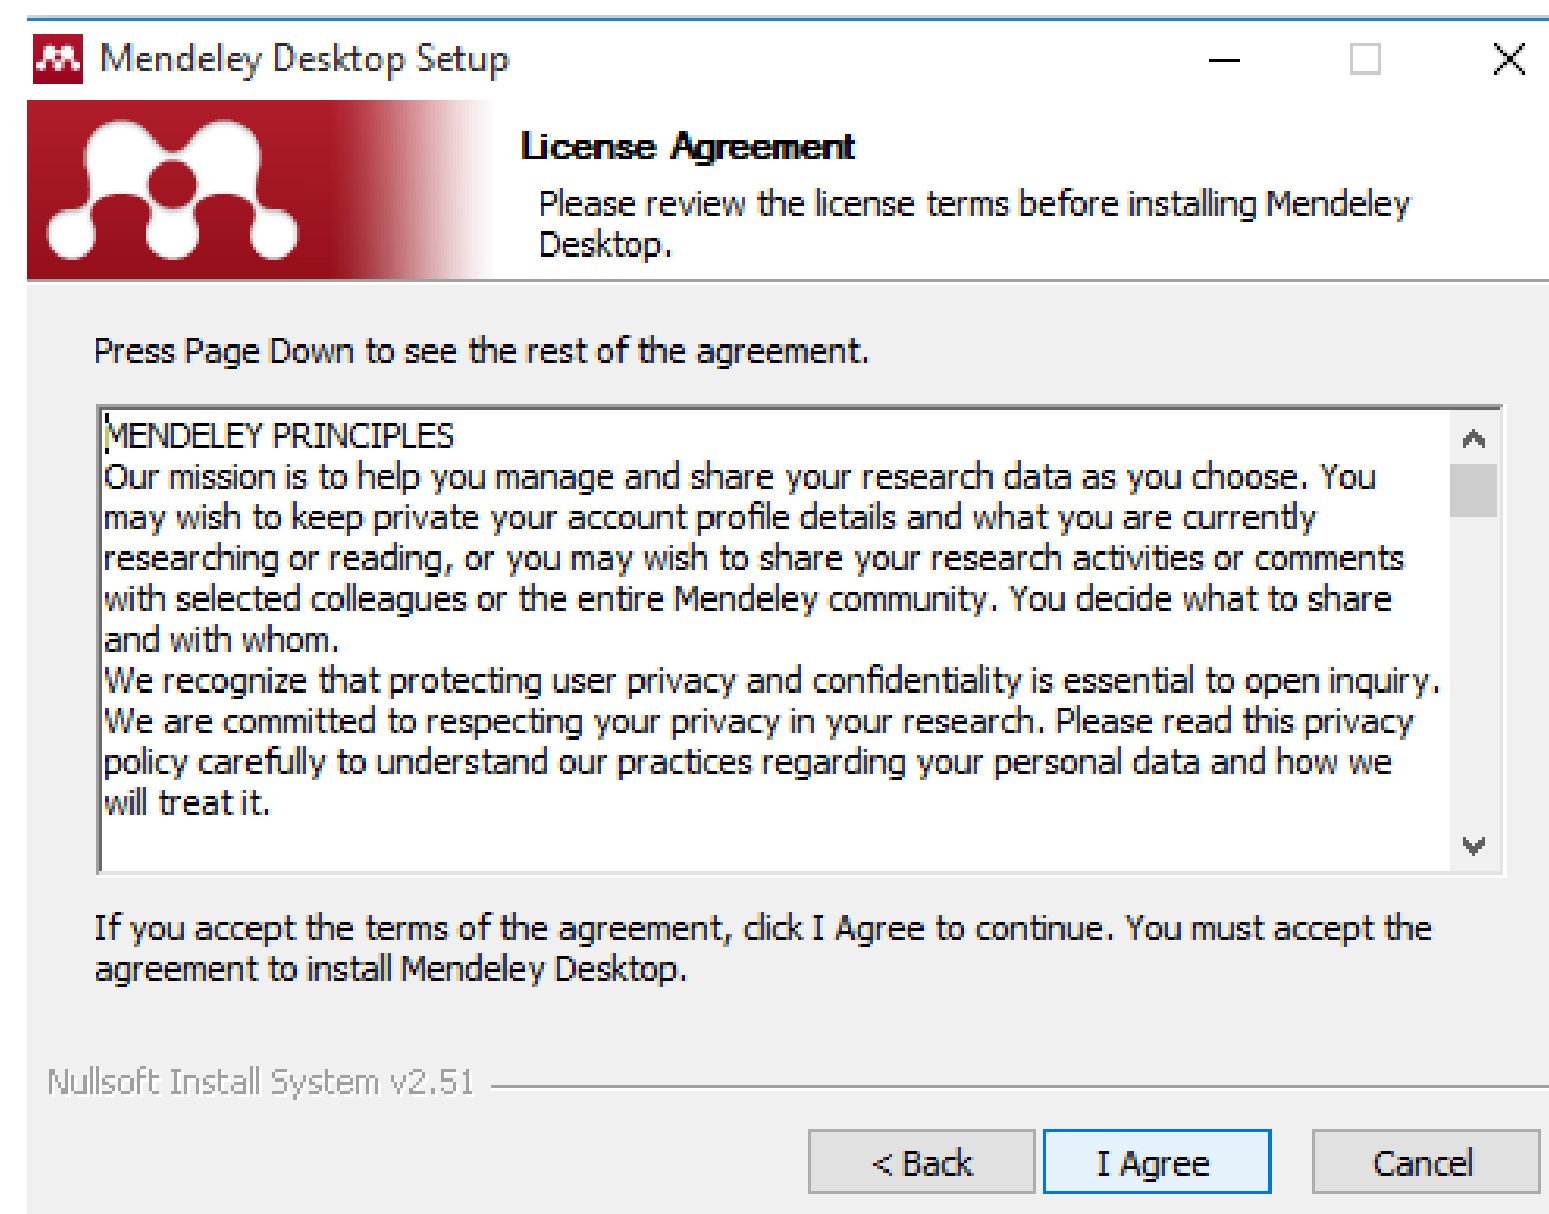 Mendeley Desktop Setup
License Agreement
Please review the license terms before installing Mendeley
Desktop.
Press Page Down to see the rest of the agreement.
MENDELEY PRINCIPLES
Our mission is to help you manage and share your research data as you choose. You
may wish to keep private your account profile details and what you are currently
researching or reading, or you may wish to share your research activities or comments
with selected colleagues or the entire Mendeley community. You decide what to share
and with whom.
We recognize that protecting user privacy and confidentiality is essential to open inquiry.
We are committed to respecting your privacy in your research. Please read this privacy
policy carefully to understand our practices regarding your personal data and how we
will treat it.
If you accept the terms of the agreement, click I Agree to continue. You must accept the
agreement to install Mendeley Desktop.
Nullsoft Install System v2.51
< Back I Agree Cancel